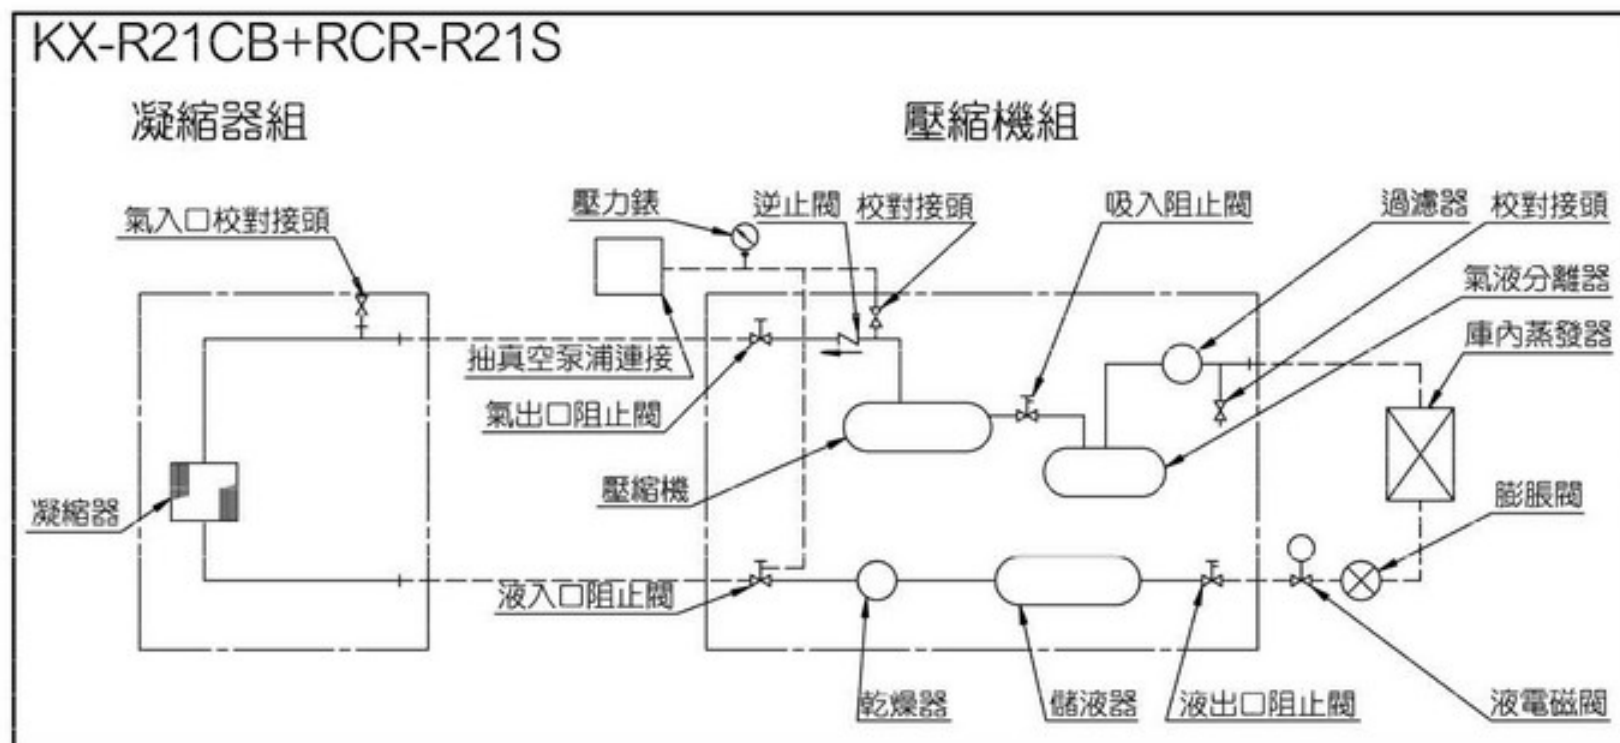 KX-R21CB+RCR-R21S
凝縮器組
壓縮機組
氣入口校對接頭
壓力錶
逆止閥
校對接頭
吸入阻止閥
過濾器
校對接頭
氣液分離器
庫內蒸發器
抽真空泵浦連接
氣出口阻止閥
壓縮機
凝縮器
膨脹閥
液入口阻止閥
乾燥器
儲液器
液出口阻止閥
液電磁閥